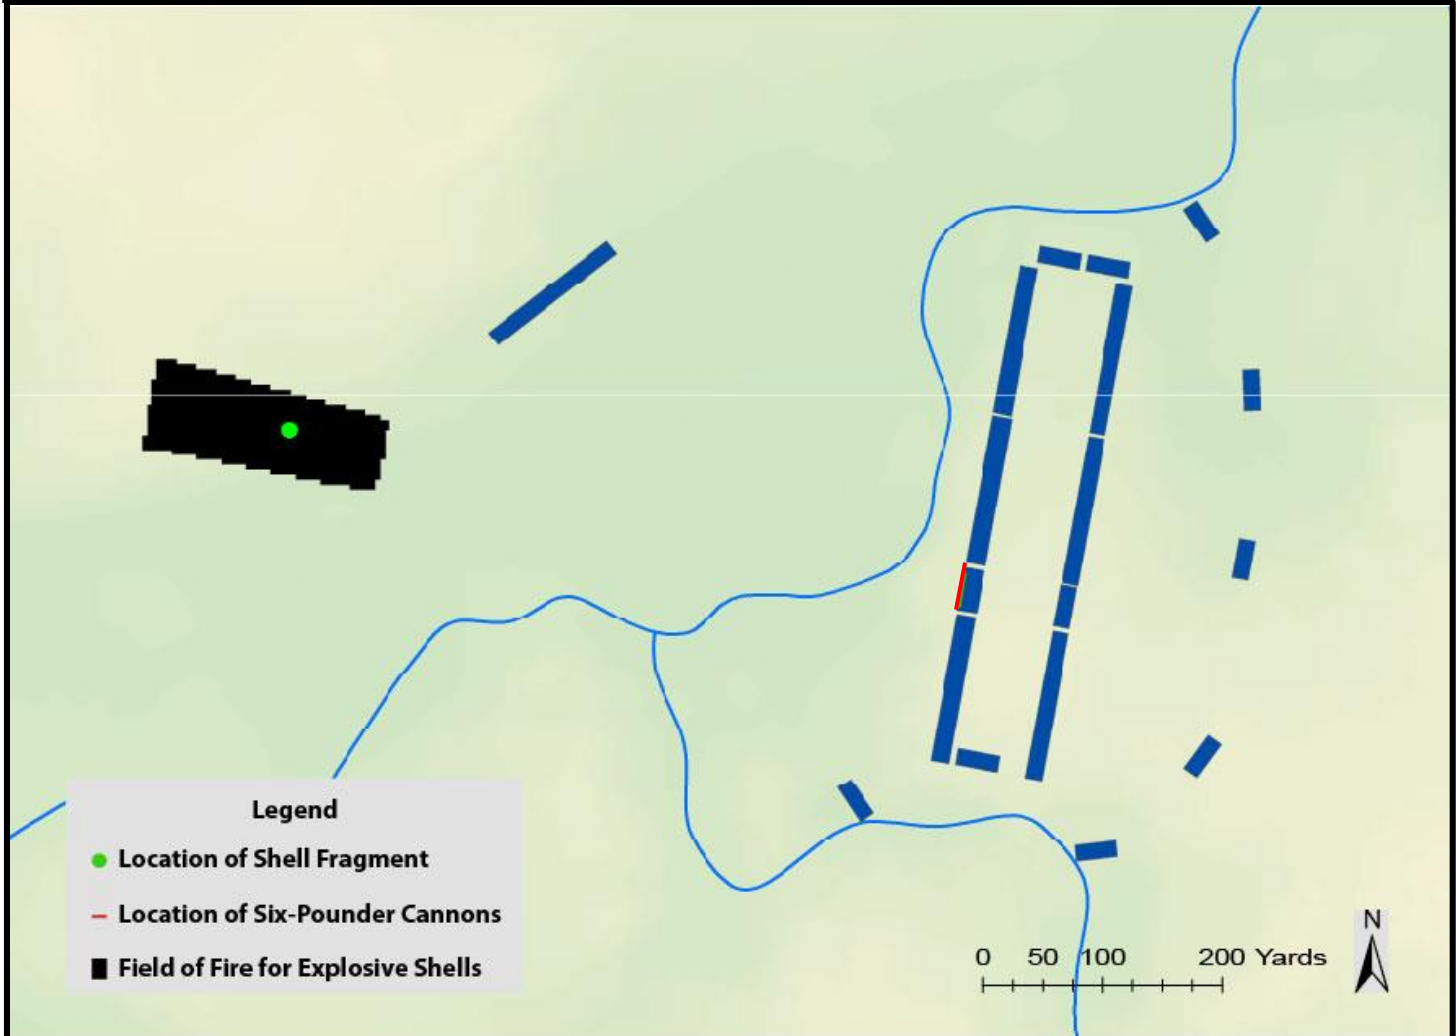 Legend
Location of Shell Fragment
Location of Six-Pounder Cannons
Field of Fire for Explosive Shells
0 50 100 200 Yards
N